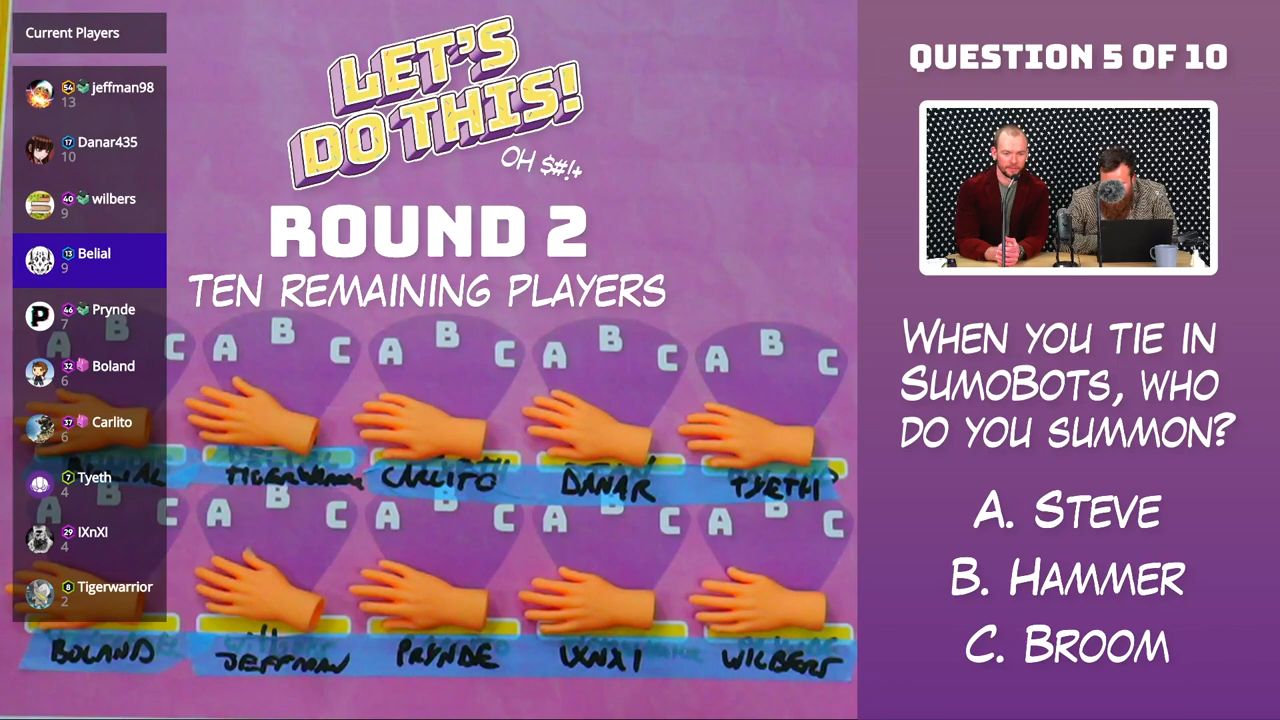 Current Players
54 jeffman98
13
17 Danar435
10
40 wilbers
9
13 Belial
9
46 Prynde
7
32 Boland
6
37 Carlito
6
7 Tyeth
4
29 IXnXI
4
8 Tigerwarrior
2
LET'S
DO THIS!
OH $#!+
ROUND 2
TEN REMAINING PLAYERS
A B C A B C A B C A B C A B C
CARLITO DANAR TYETH
A B C A B C A B C A B C A B C
BOLAND JEFFMAN PRYNDE IXNXI WILBERS
QUESTION 5 OF 10
WHEN YOU TIE IN
SUMOBOTS, WHO
DO YOU SUMMON?
A. STEVE
B. HAMMER
C. BROOM